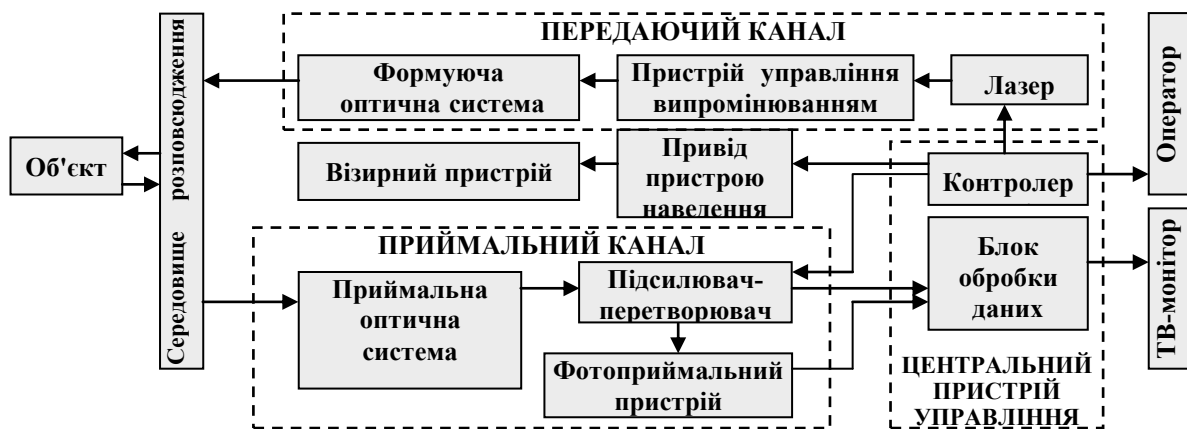 ПЕРЕДАЮЧИЙ КАНАЛ
Формуюча
оптична система
Пристрій управління
випромінюванням
Лазер
Оператор
Середовище розповсюдження
Об'єкт
Візирний пристрій
Привід
пристрою
наведення
Контролер
ПРИЙМАЛЬНИЙ КАНАЛ
Приймальна
оптична
система
Підсилювач-
перетворювач
Фотоприймальний
пристрій
Блок
обробки
даних
ТВ-монітор
ЦЕНТРАЛЬНИЙ
ПРИСТРІЙ
УПРАВЛІННЯ